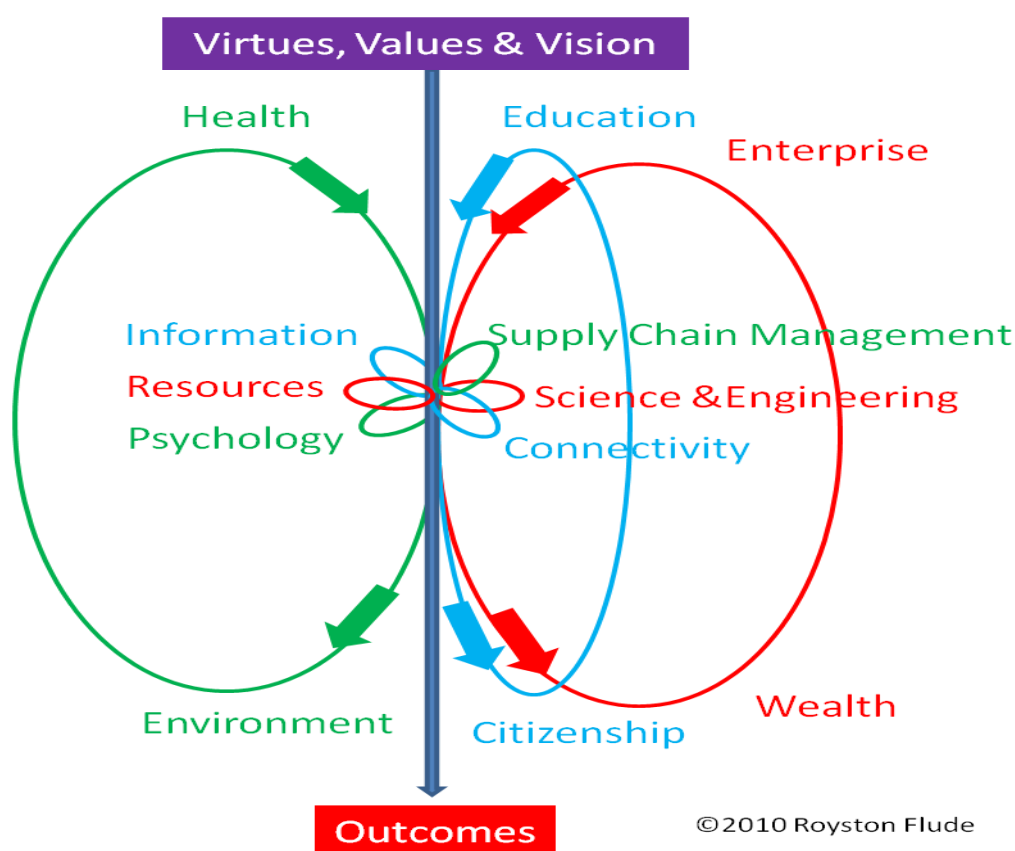 Virtues, Values & Vision
Health
Education
Enterprise
Information
Supply Chain Management
Resources
Science &Engineering
Psychology
Connectivity
Environment
Citizenship
Wealth
Outcomes
©2010 Royston Flude